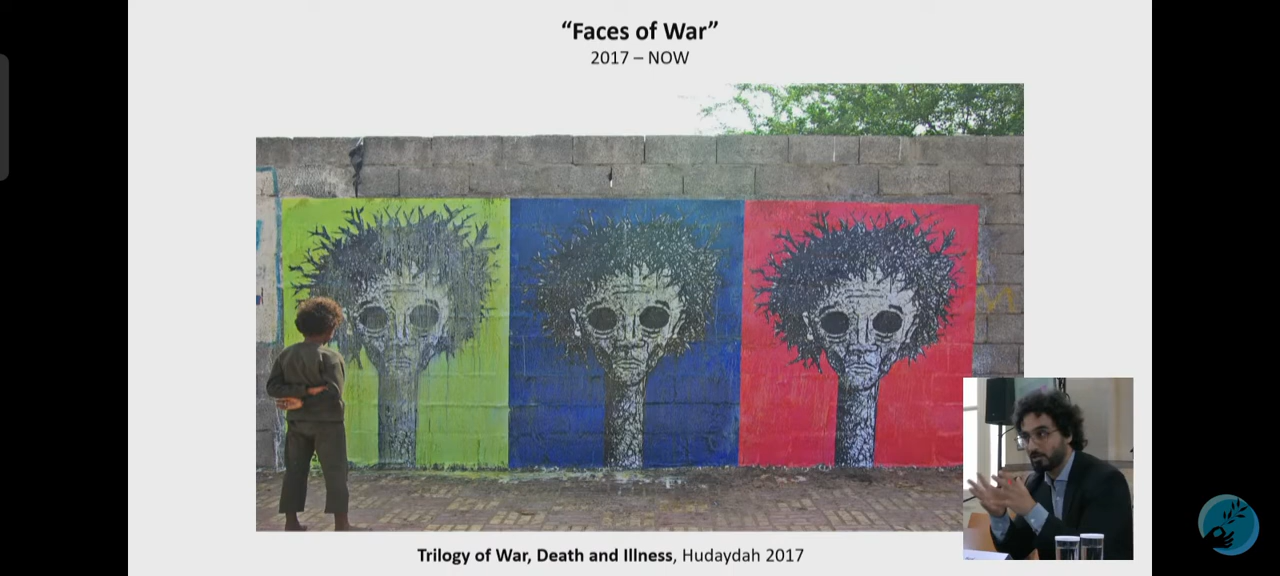 “Faces of War”
2017 – NOW
Trilogy of War, Death and Illness, Hudaydah 2017